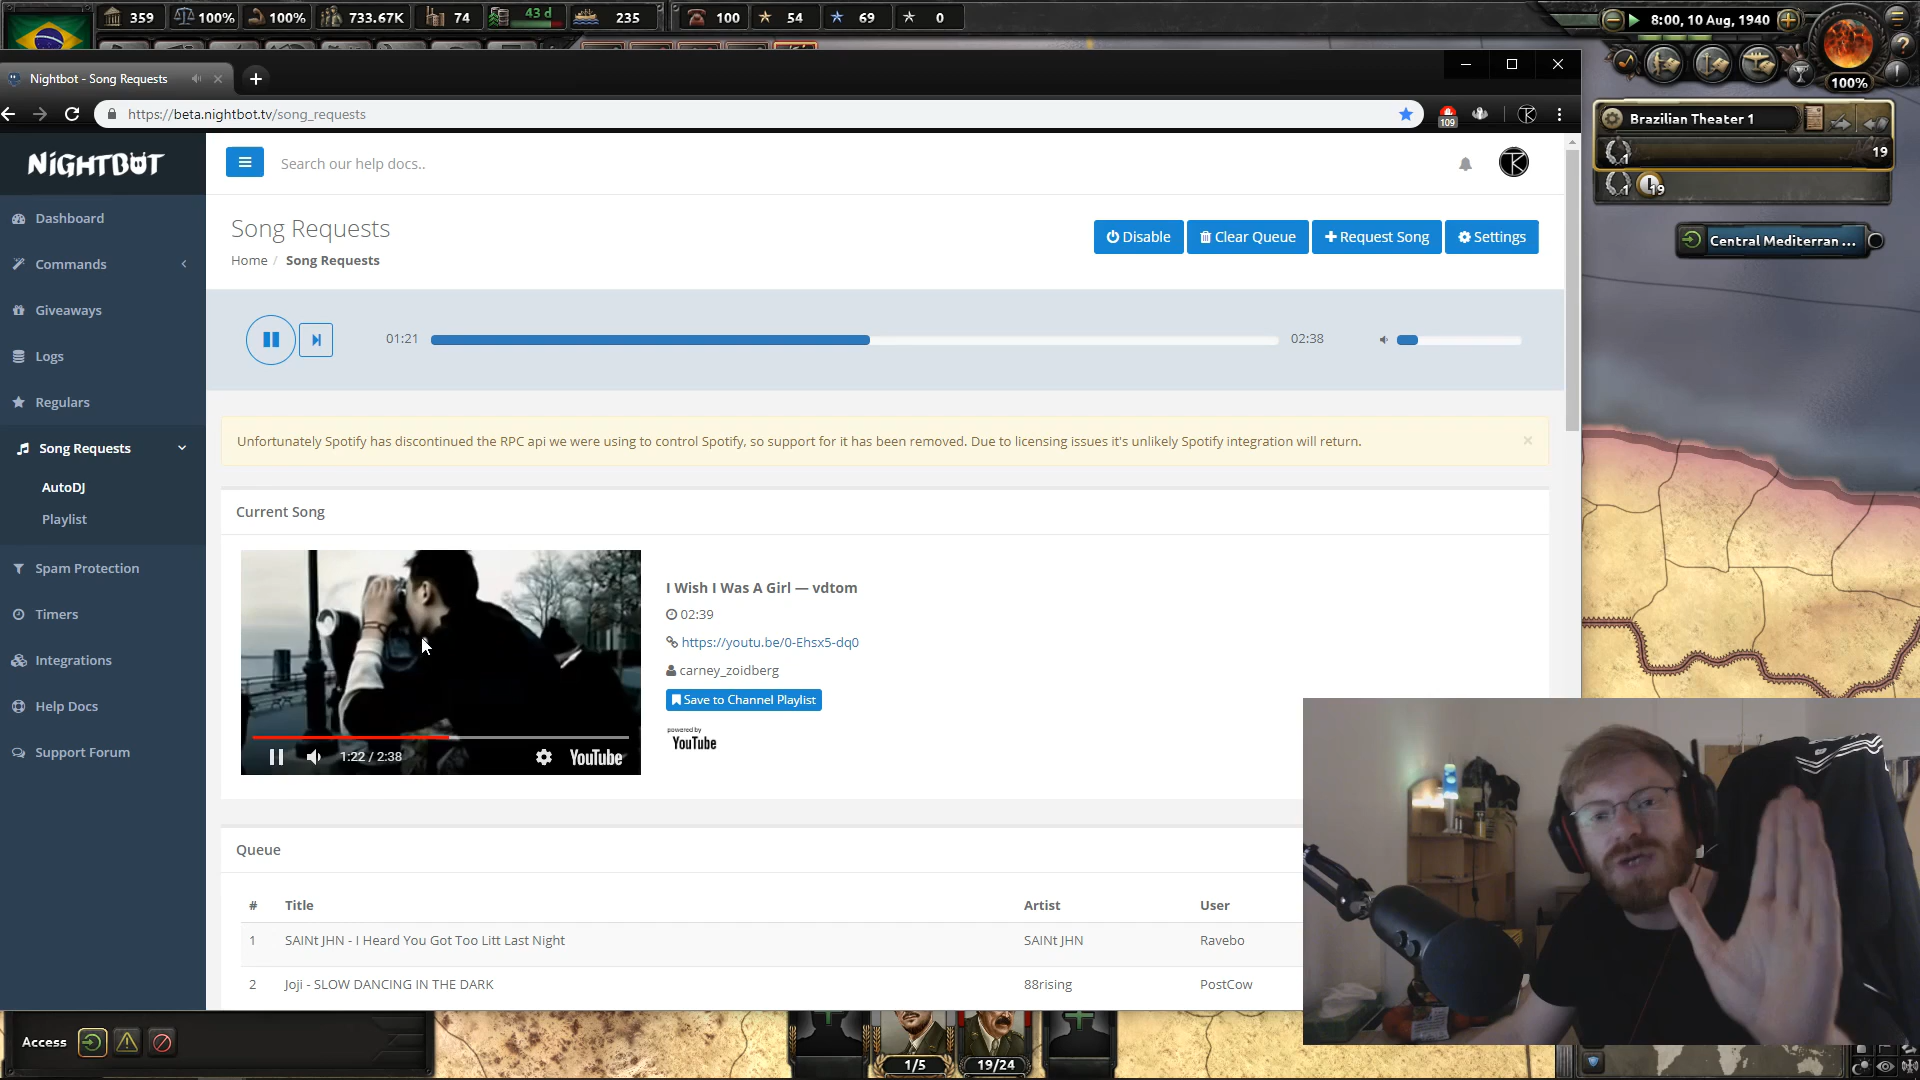 359
100%
100%
733.67K
74
43 d
235
100
54
69
0
8:00, 10 Aug, 1940
100%
Nightbot - Song Requests
https://beta.nightbot.tv/song_requests
109
TK
Brazilian Theater 1
1
19
1
19
Central Mediterran ...
NIGHTBOT
Search our help docs..
TK
Dashboard
Commands
Giveaways
Logs
Regulars
Song Requests
AutoDJ
Playlist
Spam Protection
Timers
Integrations
Help Docs
Support Forum
Song Requests
Home / Song Requests
Disable
Clear Queue
Request Song
Settings
01:21
02:38
Unfortunately Spotify has discontinued the RPC api we were using to control Spotify, so support for it has been removed. Due to licensing issues it's unlikely Spotify integration will return.
Current Song
1:22 / 2:38
YouTube
I Wish I Was A Girl — vdtom
02:39
https://youtu.be/0-Ehsx5-dq0
carney_zoidberg
Save to Channel Playlist
powered by
YouTube
Queue
# Title Artist User
1 SAINt JHN - I Heard You Got Too Litt Last Night SAINt JHN Ravebo
2 Joji - SLOW DANCING IN THE DARK 88rising PostCow
Access
1/5
19/24